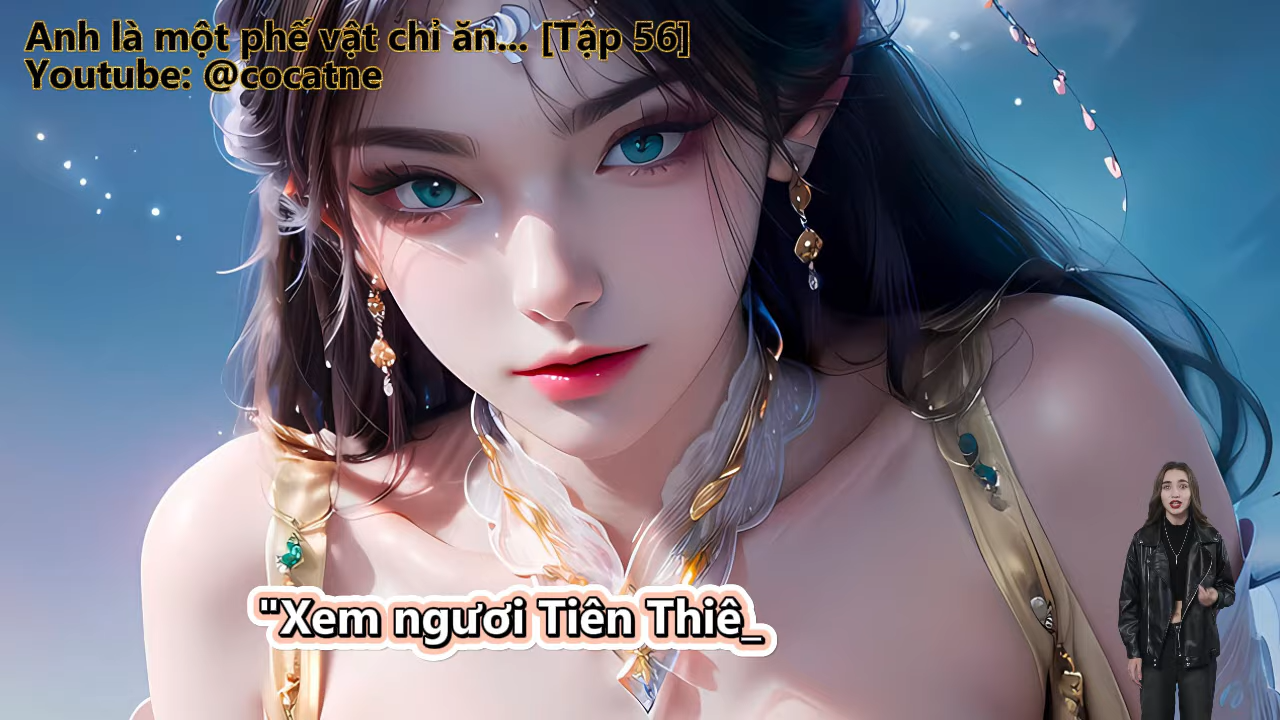 Anh là một phế vật chỉ ăn... [Tập 56]
Youtube: @cocatne
"Xem ngươi Tiên Thiê_